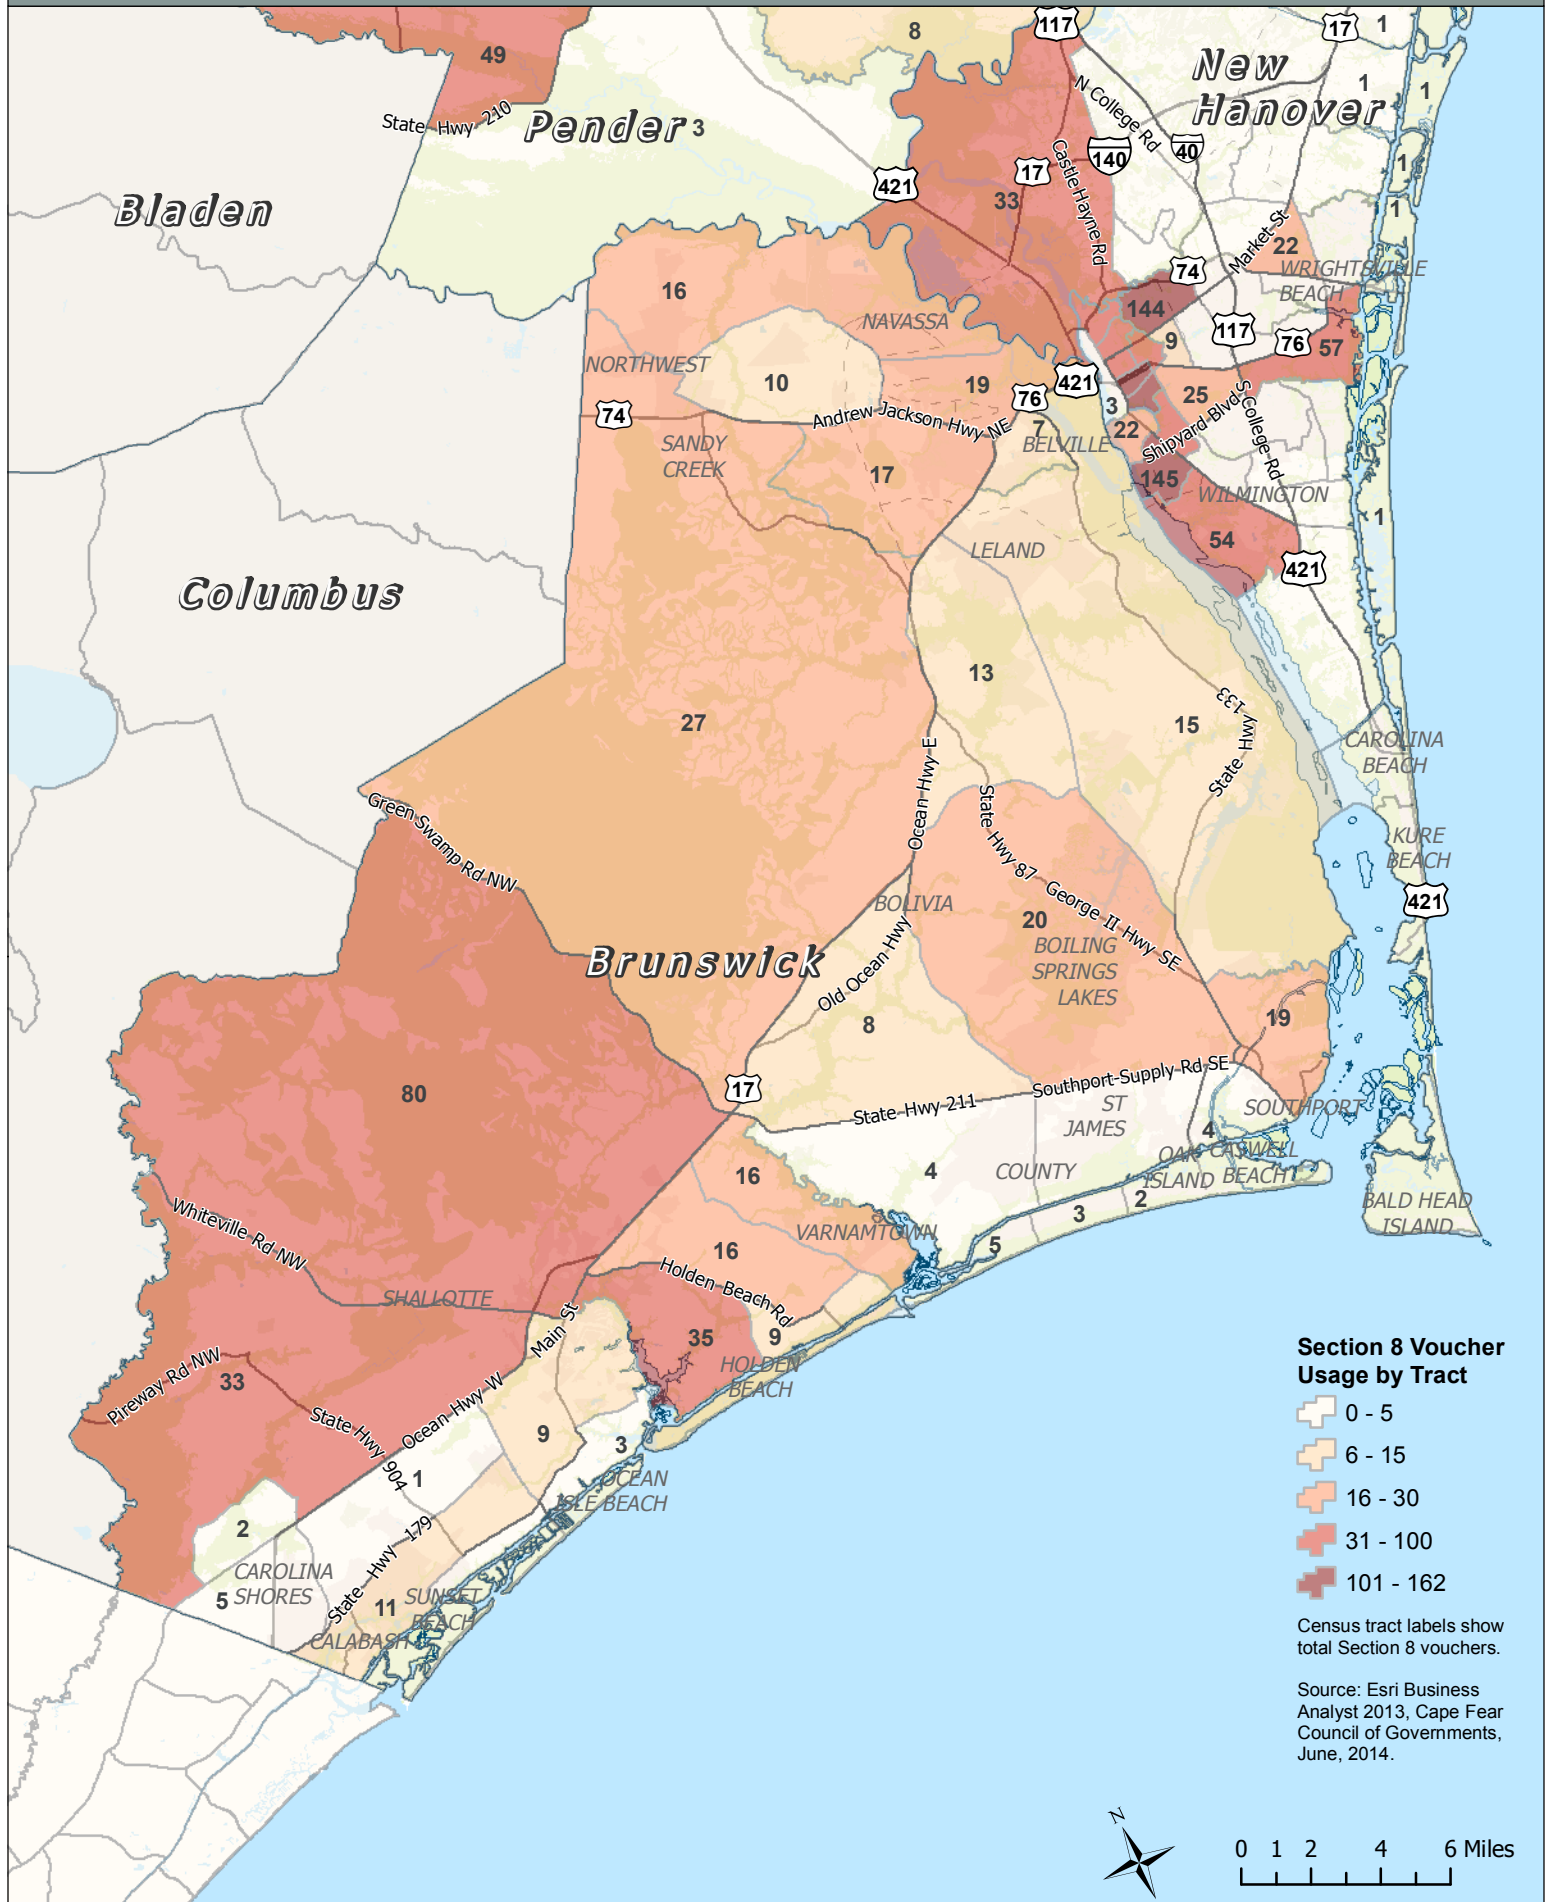 117
17
1
8
49
New
Hanover
1
1
State Hwy 210
Pender
3
N College Rd
140
40
1
17
Castle Hayne Rd
421
33
1
Bladen
Market St
22
WRIGHTSVILLE
BEACH
74
16
144
NAVASSA
117
9
76
57
NORTHWEST
10
19
76
421
3
25
S College Rd
74
Andrew Jackson Hwy NE
7
BELVILLE
22
Shipyard Blvd
SANDY
CREEK
17
145
WILMINGTON
1
LELAND
54
421
Columbus
13
27
15
State Hwy 133
CAROLINA
BEACH
Ocean Hwy E
Green Swamp Rd NW
State Hwy 87
George II Hwy SE
KURE
BEACH
421
BOLIVIA
20
BOILING
SPRINGS
LAKES
Brunswick
Old Ocean Hwy
8
19
80
17
Southport-Supply Rd SE
State Hwy 211
ST
JAMES
SOUTHPORT
4
OAK
ISLAND
CASWELL
BEACH
4
COUNTY
16
2
3
BALD HEAD
ISLAND
Whiteville Rd NW
VARNAMTOWN
5
16
Holden Beach Rd
SHALLOTTE
Main St
35
9
HOLDEN
BEACH
Pireway Rd NW
33
State Hwy 904
Ocean Hwy W
9
3
1
OCEAN
ISLE BEACH
2
State Hwy 179
CAROLINA
SHORES
5
11
SUNSET
BEACH
CALABASH
Section 8 Voucher
Usage by Tract
0 - 5
6 - 15
16 - 30
31 - 100
101 - 162
Census tract labels show
total Section 8 vouchers.
Source: Esri Business
Analyst 2013, Cape Fear
Council of Governments,
June, 2014.
N
0 1 2 4 6 Miles